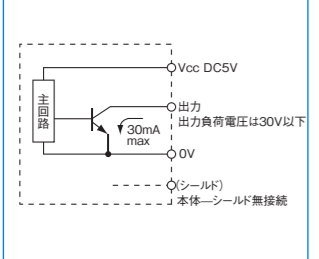 Vcc DC5V
主回路
出力
出力負荷電圧は30V以下
30mA
max
0V
(シールド)
本体―シールド無接続